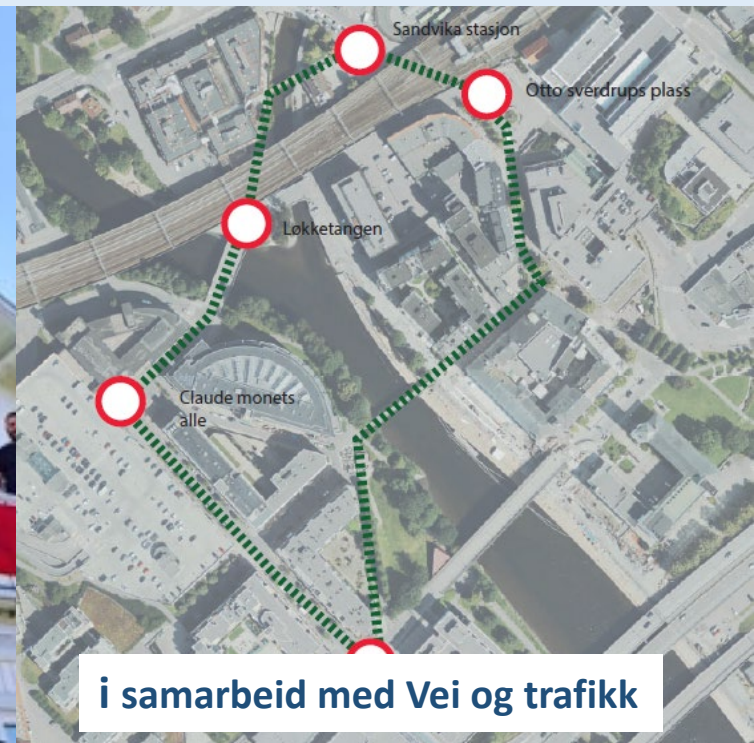 Sandvika stasjon
Otto sverdrups plass
Løkketangen
Claude monets
alle
i samarbeid med Vei og trafikk